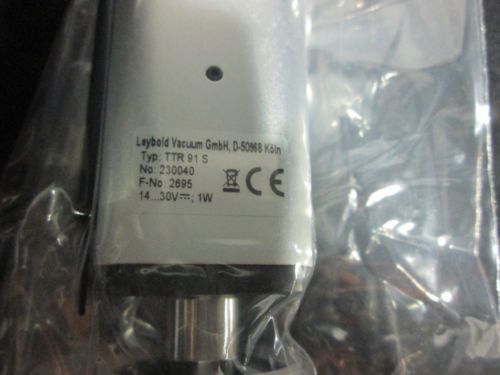 Leybold Vacuum GmbH, D-50968 Köln
Typ: TTR 91 S
No: 230040
F-No: 2695
14...30V⎓; 1W
CE